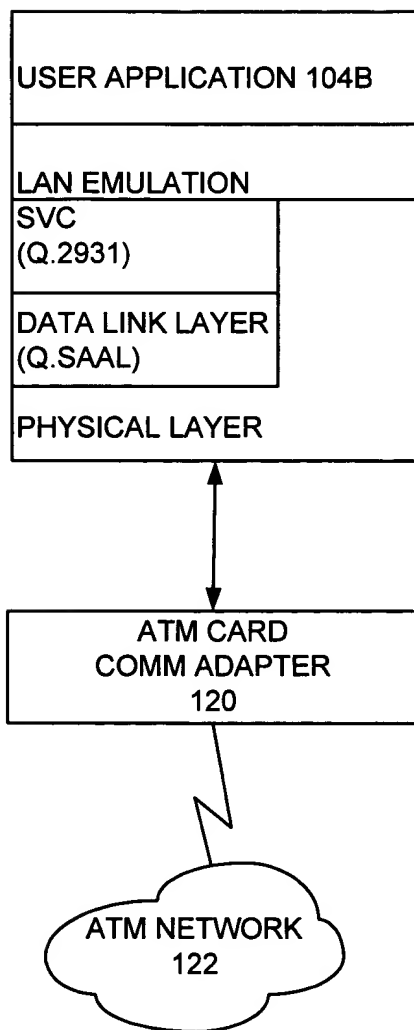 USER APPLICATION 104B
LAN EMULATION
SVC
(Q.2931)
DATA LINK LAYER
(Q.SAAL)
PHYSICAL LAYER
ATM CARD
COMM ADAPTER
120
ATM NETWORK
122